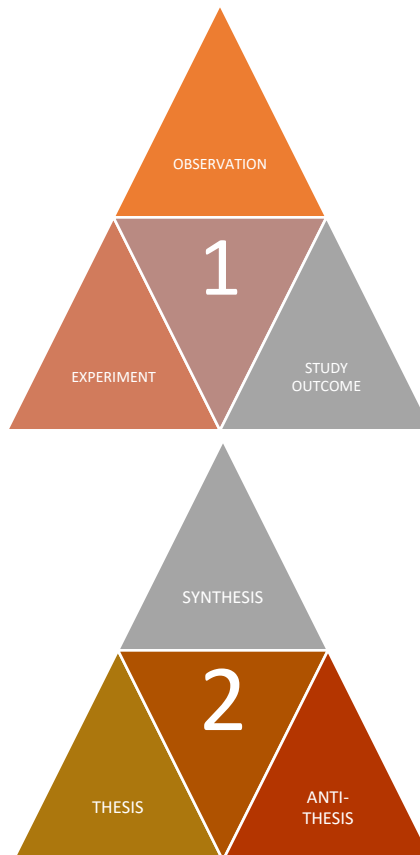 OBSERVATION
1
EXPERIMENT
STUDY
OUTCOME
SYNTHESIS
2
THESIS
ANTI-
THESIS